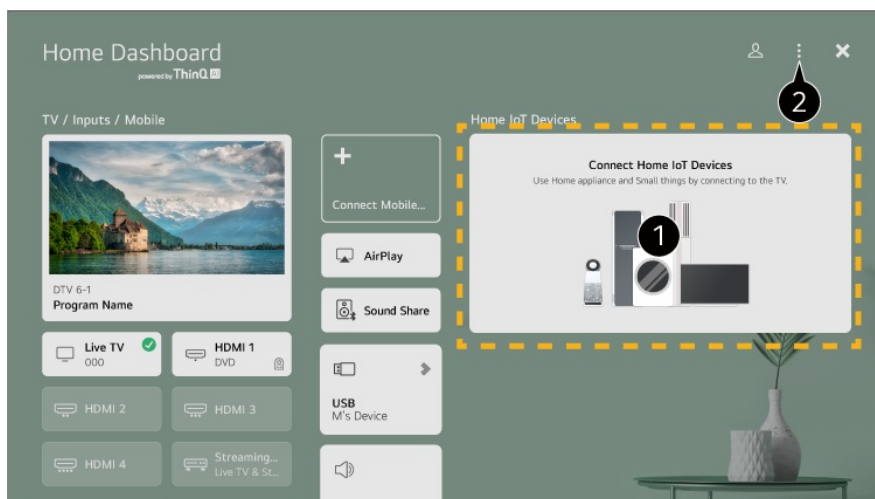 Home Dashboard
powered by ThinQ AI
2
TV / Inputs / Mobile
Home IoT Devices
Connect Home IoT Devices
Use Home appliance and Small things by connecting to the TV.
1
DTV 6-1
Program Name
Connect Mobile...
AirPlay
Sound Share
Live TV
000
HDMI 1
DVD
USB
M's Device
HDMI 2
HDMI 3
HDMI 4
Streaming...
Live TV & St...